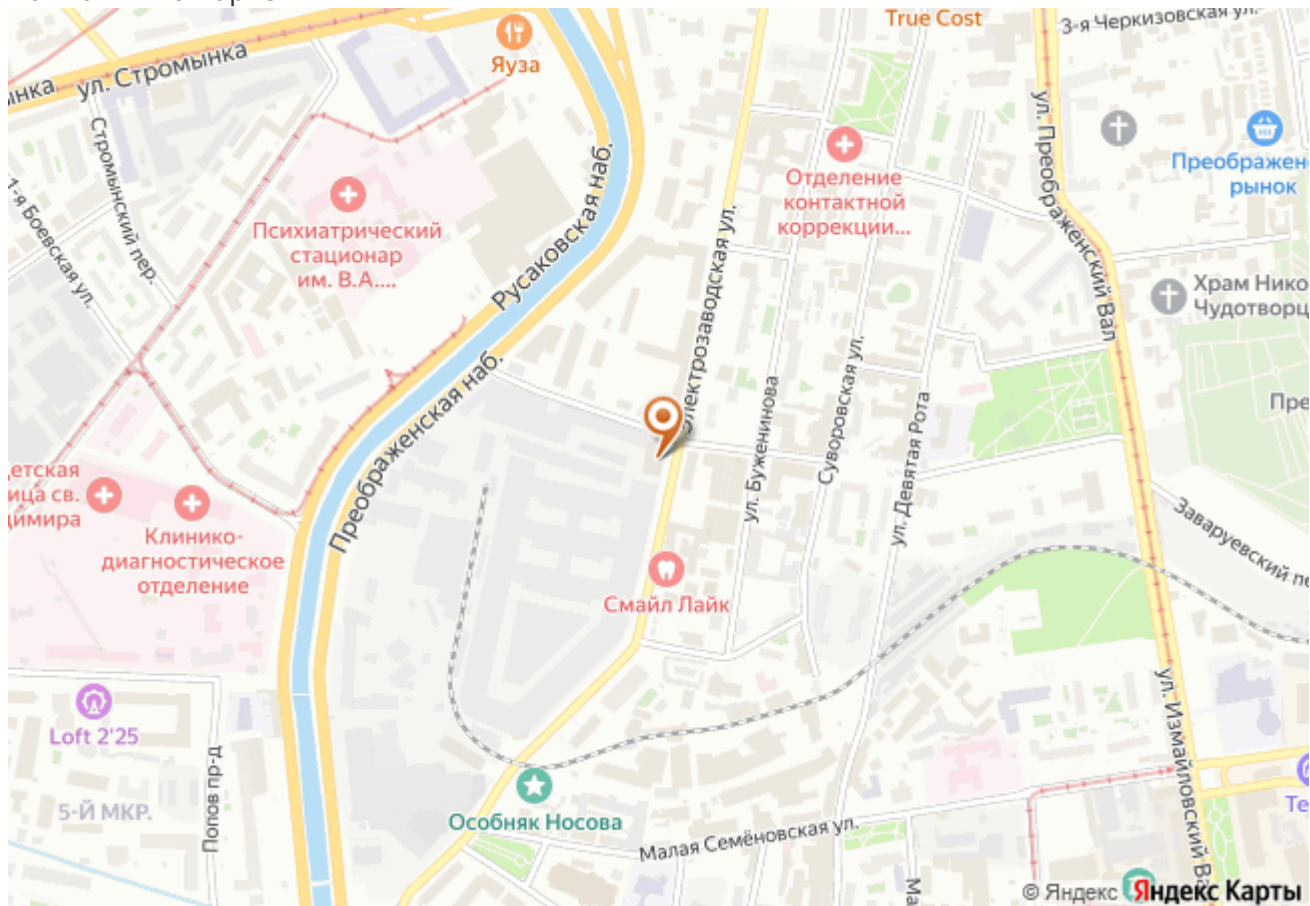 True Cost
3-я Черкизовская ул.
Яуза
ул. Стромынка
Стромынский пер.
1-я Боевская ул.
Психиатрический
стационар
им. В.А....
Русаковская наб.
Преображенская наб.
Отделение
контактной
коррекции...
Электрозаводская ул.
ул. Буженинова
Суворовская ул.
ул. Девятая Рота
ул. Преображенский Вал
Преображен
рынок
Храм Нико
Чудотворц
Пре
Заваруевский пе
етская
ица св.
димира
Клинико-
диагностическое
отделение
Смайл Лайк
Loft 2'25
5-Й МКР.
Попов пр-д
Особняк Носова
Малая Семёновская ул.
ул. Измайловский Ва
Те
Ма
© Яндекс
Яндекс Карты